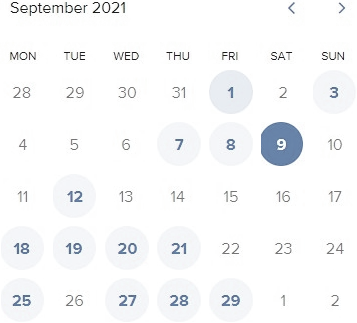 September 2021
MON TUE WED THU FRI SAT SUN
28 29 30 31 1 2 3
4 5 6 7 8 9 10
11 12 13 14 15 16 17
18 19 20 21 22 23 24
25 26 27 28 29 1 2